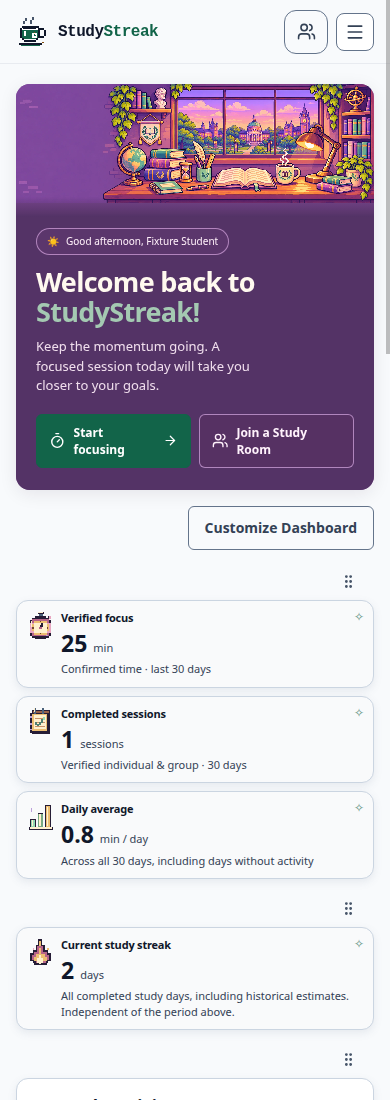 StudyStreak
Good afternoon, Fixture Student
Welcome back to
StudyStreak!
Keep the momentum going. A
focused session today will take you
closer to your goals.
Start
focusing
Join a Study
Room
Customize Dashboard
Verified focus
25 min
Confirmed time · last 30 days
Completed sessions
1 sessions
Verified individual & group · 30 days
Daily average
0.8 min / day
Across all 30 days, including days without activity
Current study streak
2 days
All completed study days, including historical estimates.
Independent of the period above.